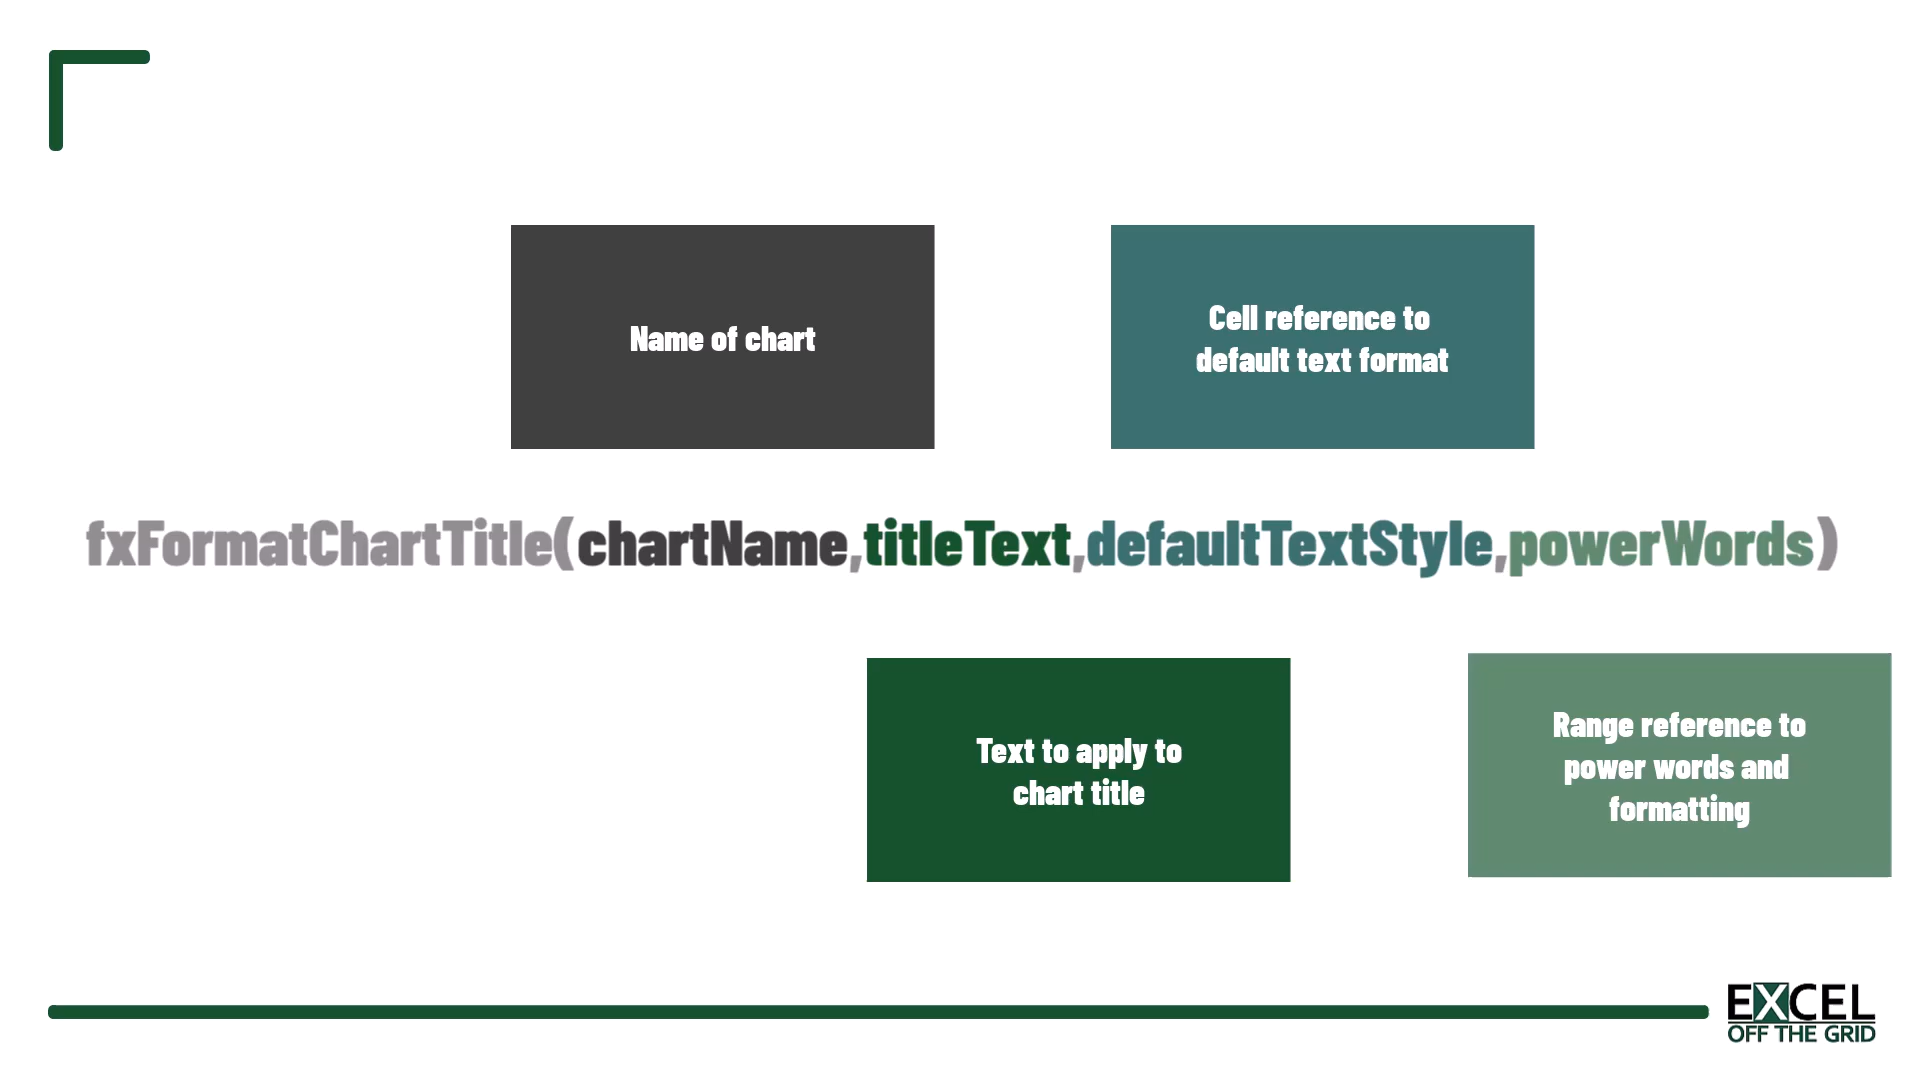 Name of chart
Cell reference to
default text format
fxFormatChartTitle(chartName,titleText,defaultTextStyle,powerWords)
Text to apply to
chart title
Range reference to
power words and
formatting
EXCEL
OFF THE GRID